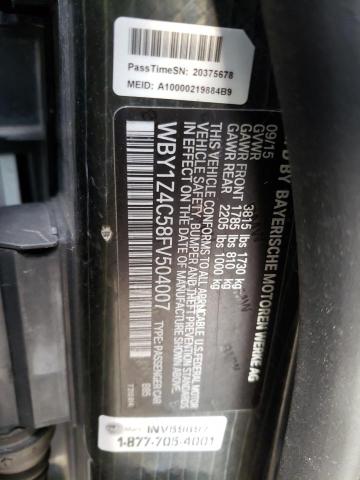 PassTimeSN: 20375678
MEID: A10000219884B9
D BY BAYERISCHE MOTOREN WERKE AG
09/15
GVWR 3815 lbs 1730 kg
GAWR FRONT 1785 lbs 810 kg
GAWR REAR 2205 lbs 1000 kg
THIS VEHICLE CONFORMS TO ALL APPLICABLE U.S. FEDERAL MOTOR
VEHICLE SAFETY, BUMPER, AND THEFT PREVENTION STANDARDS
IN EFFECT ON THE DATE OF MANUFACTURE SHOWN ABOVE.
WBY1Z4C58FV504007
TYPE: PASSENGER CAR
B85
1-877-705-4001